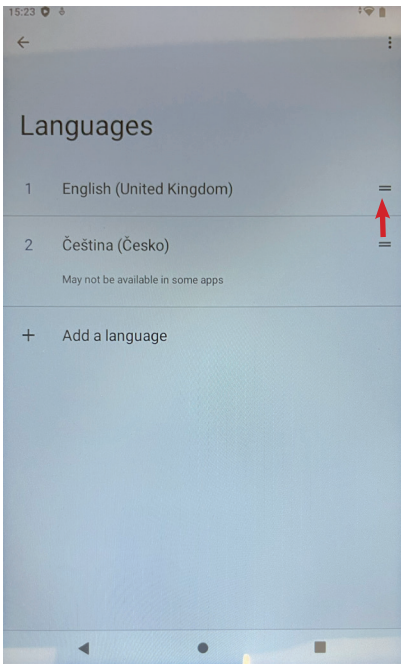 15:23
Languages
1 English (United Kingdom)
2 Čeština (Česko)
May not be available in some apps
+ Add a language